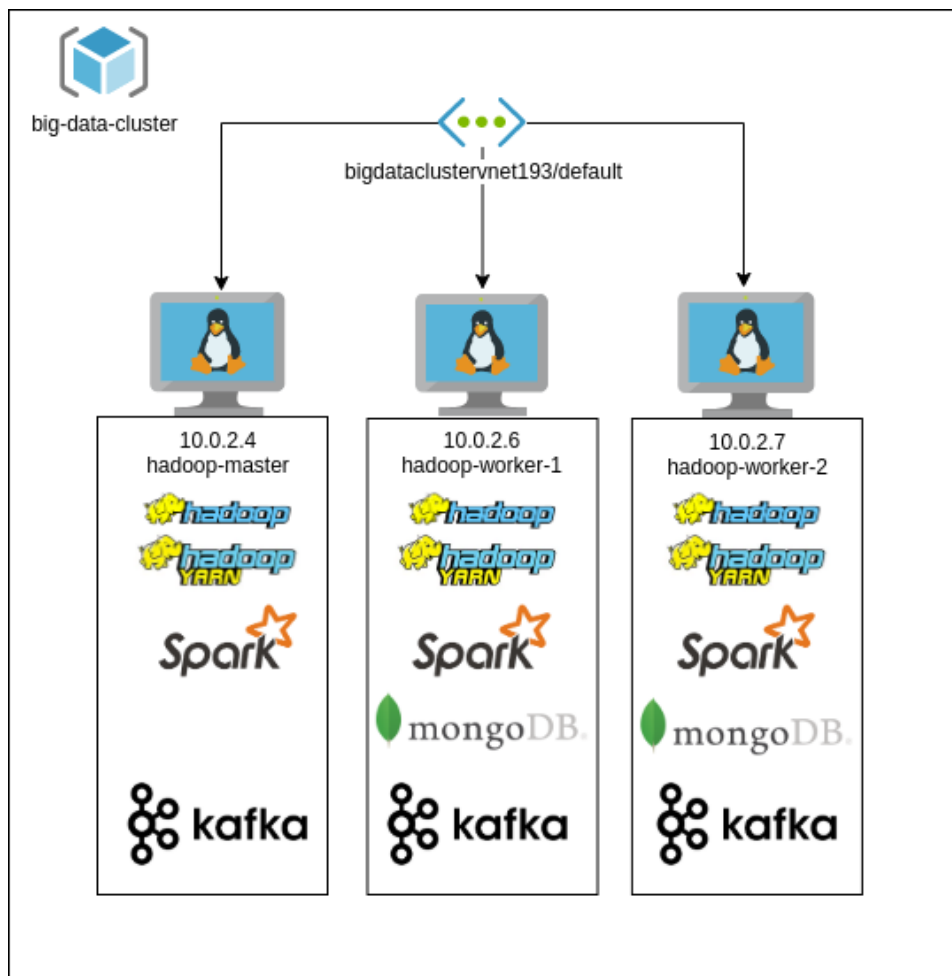 big-data-cluster
bigdataclustervnet193/default
10.0.2.4
hadoop-master
hadoop
hadoop
YARN
Spark
kafka
10.0.2.6
hadoop-worker-1
hadoop
hadoop
YARN
Spark
mongoDB.
kafka
10.0.2.7
hadoop-worker-2
hadoop
hadoop
YARN
Spark
mongoDB.
kafka